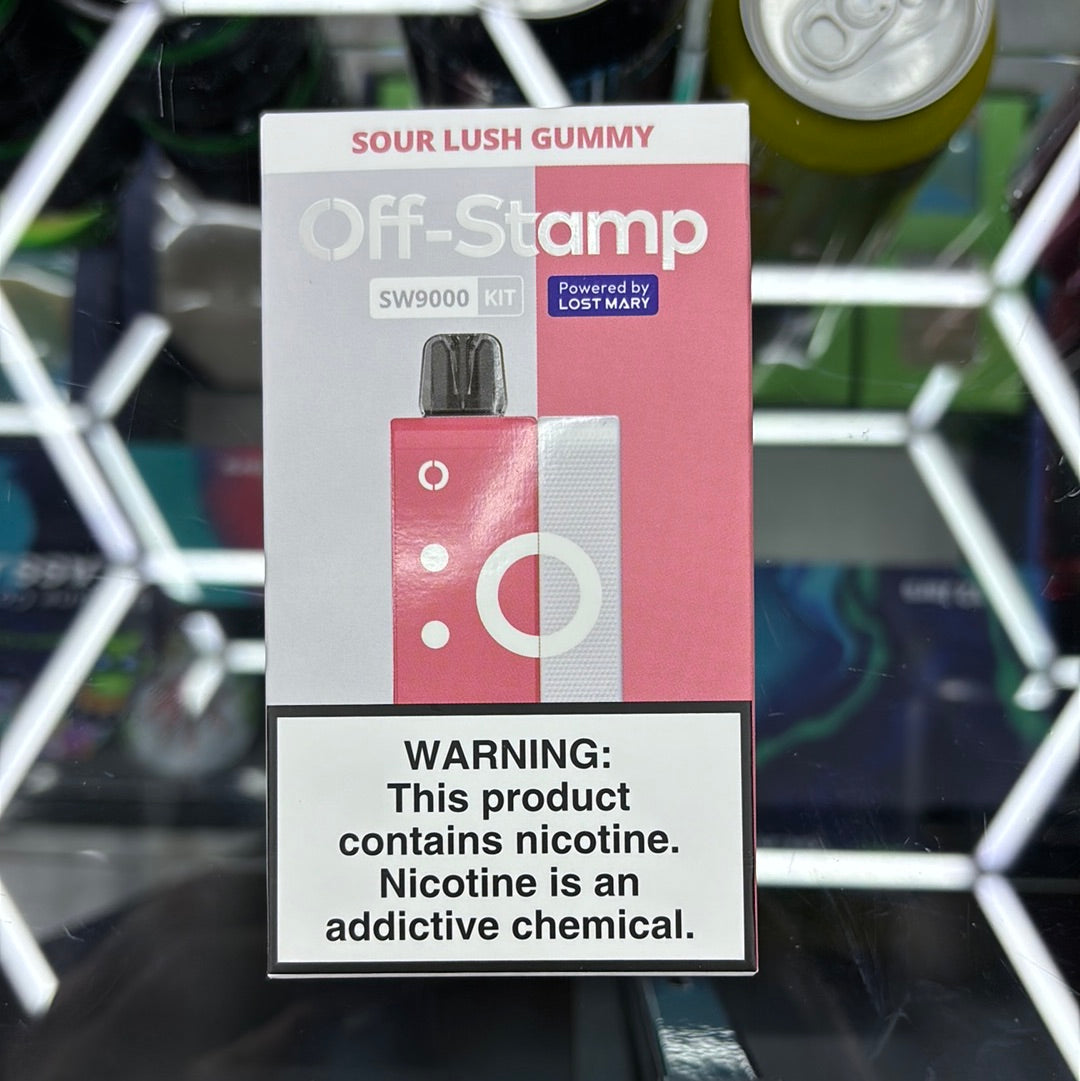 SOUR LUSH GUMMY
Off-Stamp
SW9000 KIT
Powered by
LOST MARY
WARNING:
This product
contains nicotine.
Nicotine is an
addictive chemical.